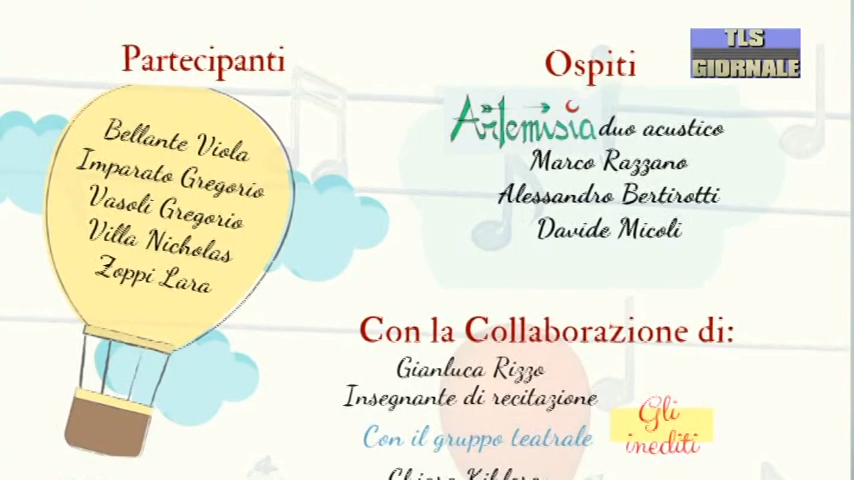 Partecipanti
Bellante Viola
Imparato Gregorio
Vasoli Gregorio
Villa Nicholas
Zoppi Lara
Ospiti
Artemisia duo acustico
Marco Razzano
Alessandro Bertirotti
Davide Micoli
Con la Collaborazione di:
Gianluca Rizzo
Insegnante di recitazione
Con il gruppo teatrale
Gli
inediti
TLS
GIORNALE